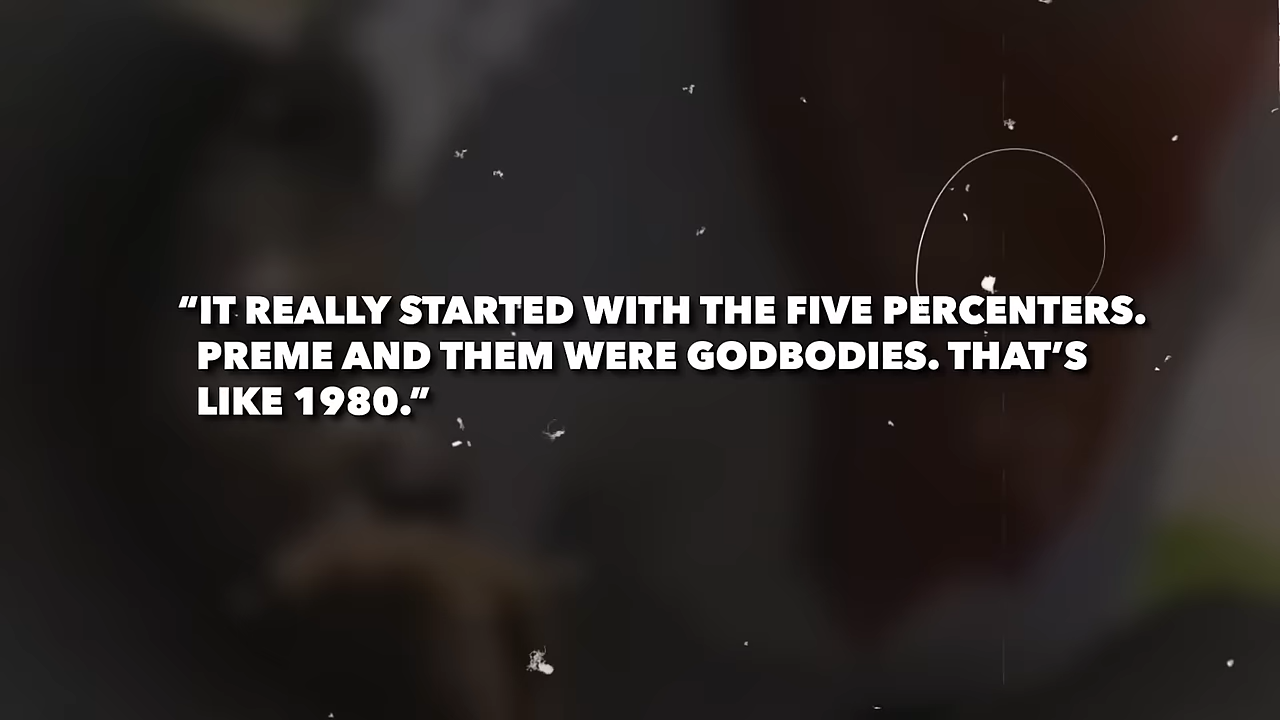 “IT REALLY STARTED WITH THE FIVE PERCENTERS.
PREME AND THEM WERE GODBODIES. THAT’S
LIKE 1980.”